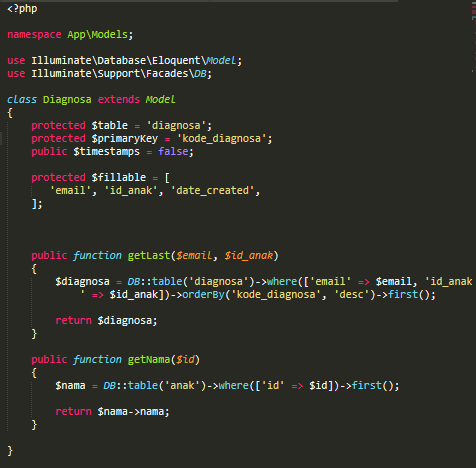 <?php
namespace App\Models;
use Illuminate\Database\Eloquent\Model;
use Illuminate\Support\Facades\DB;
class Diagnosa extends Model
{
protected $table = 'diagnosa';
protected $primaryKey = 'kode_diagnosa';
public $timestamps = false;
protected $fillable = [
'email', 'id_anak', 'date_created',
];
public function getLast($email, $id_anak)
{
$diagnosa = DB::table('diagnosa')->where(['email' => $email, 'id_anak
' => $id_anak])->orderBy('kode_diagnosa', 'desc')->first();
return $diagnosa;
}
public function getNama($id)
{
$nama = DB::table('anak')->where(['id' => $id])->first();
return $nama->nama;
}
}